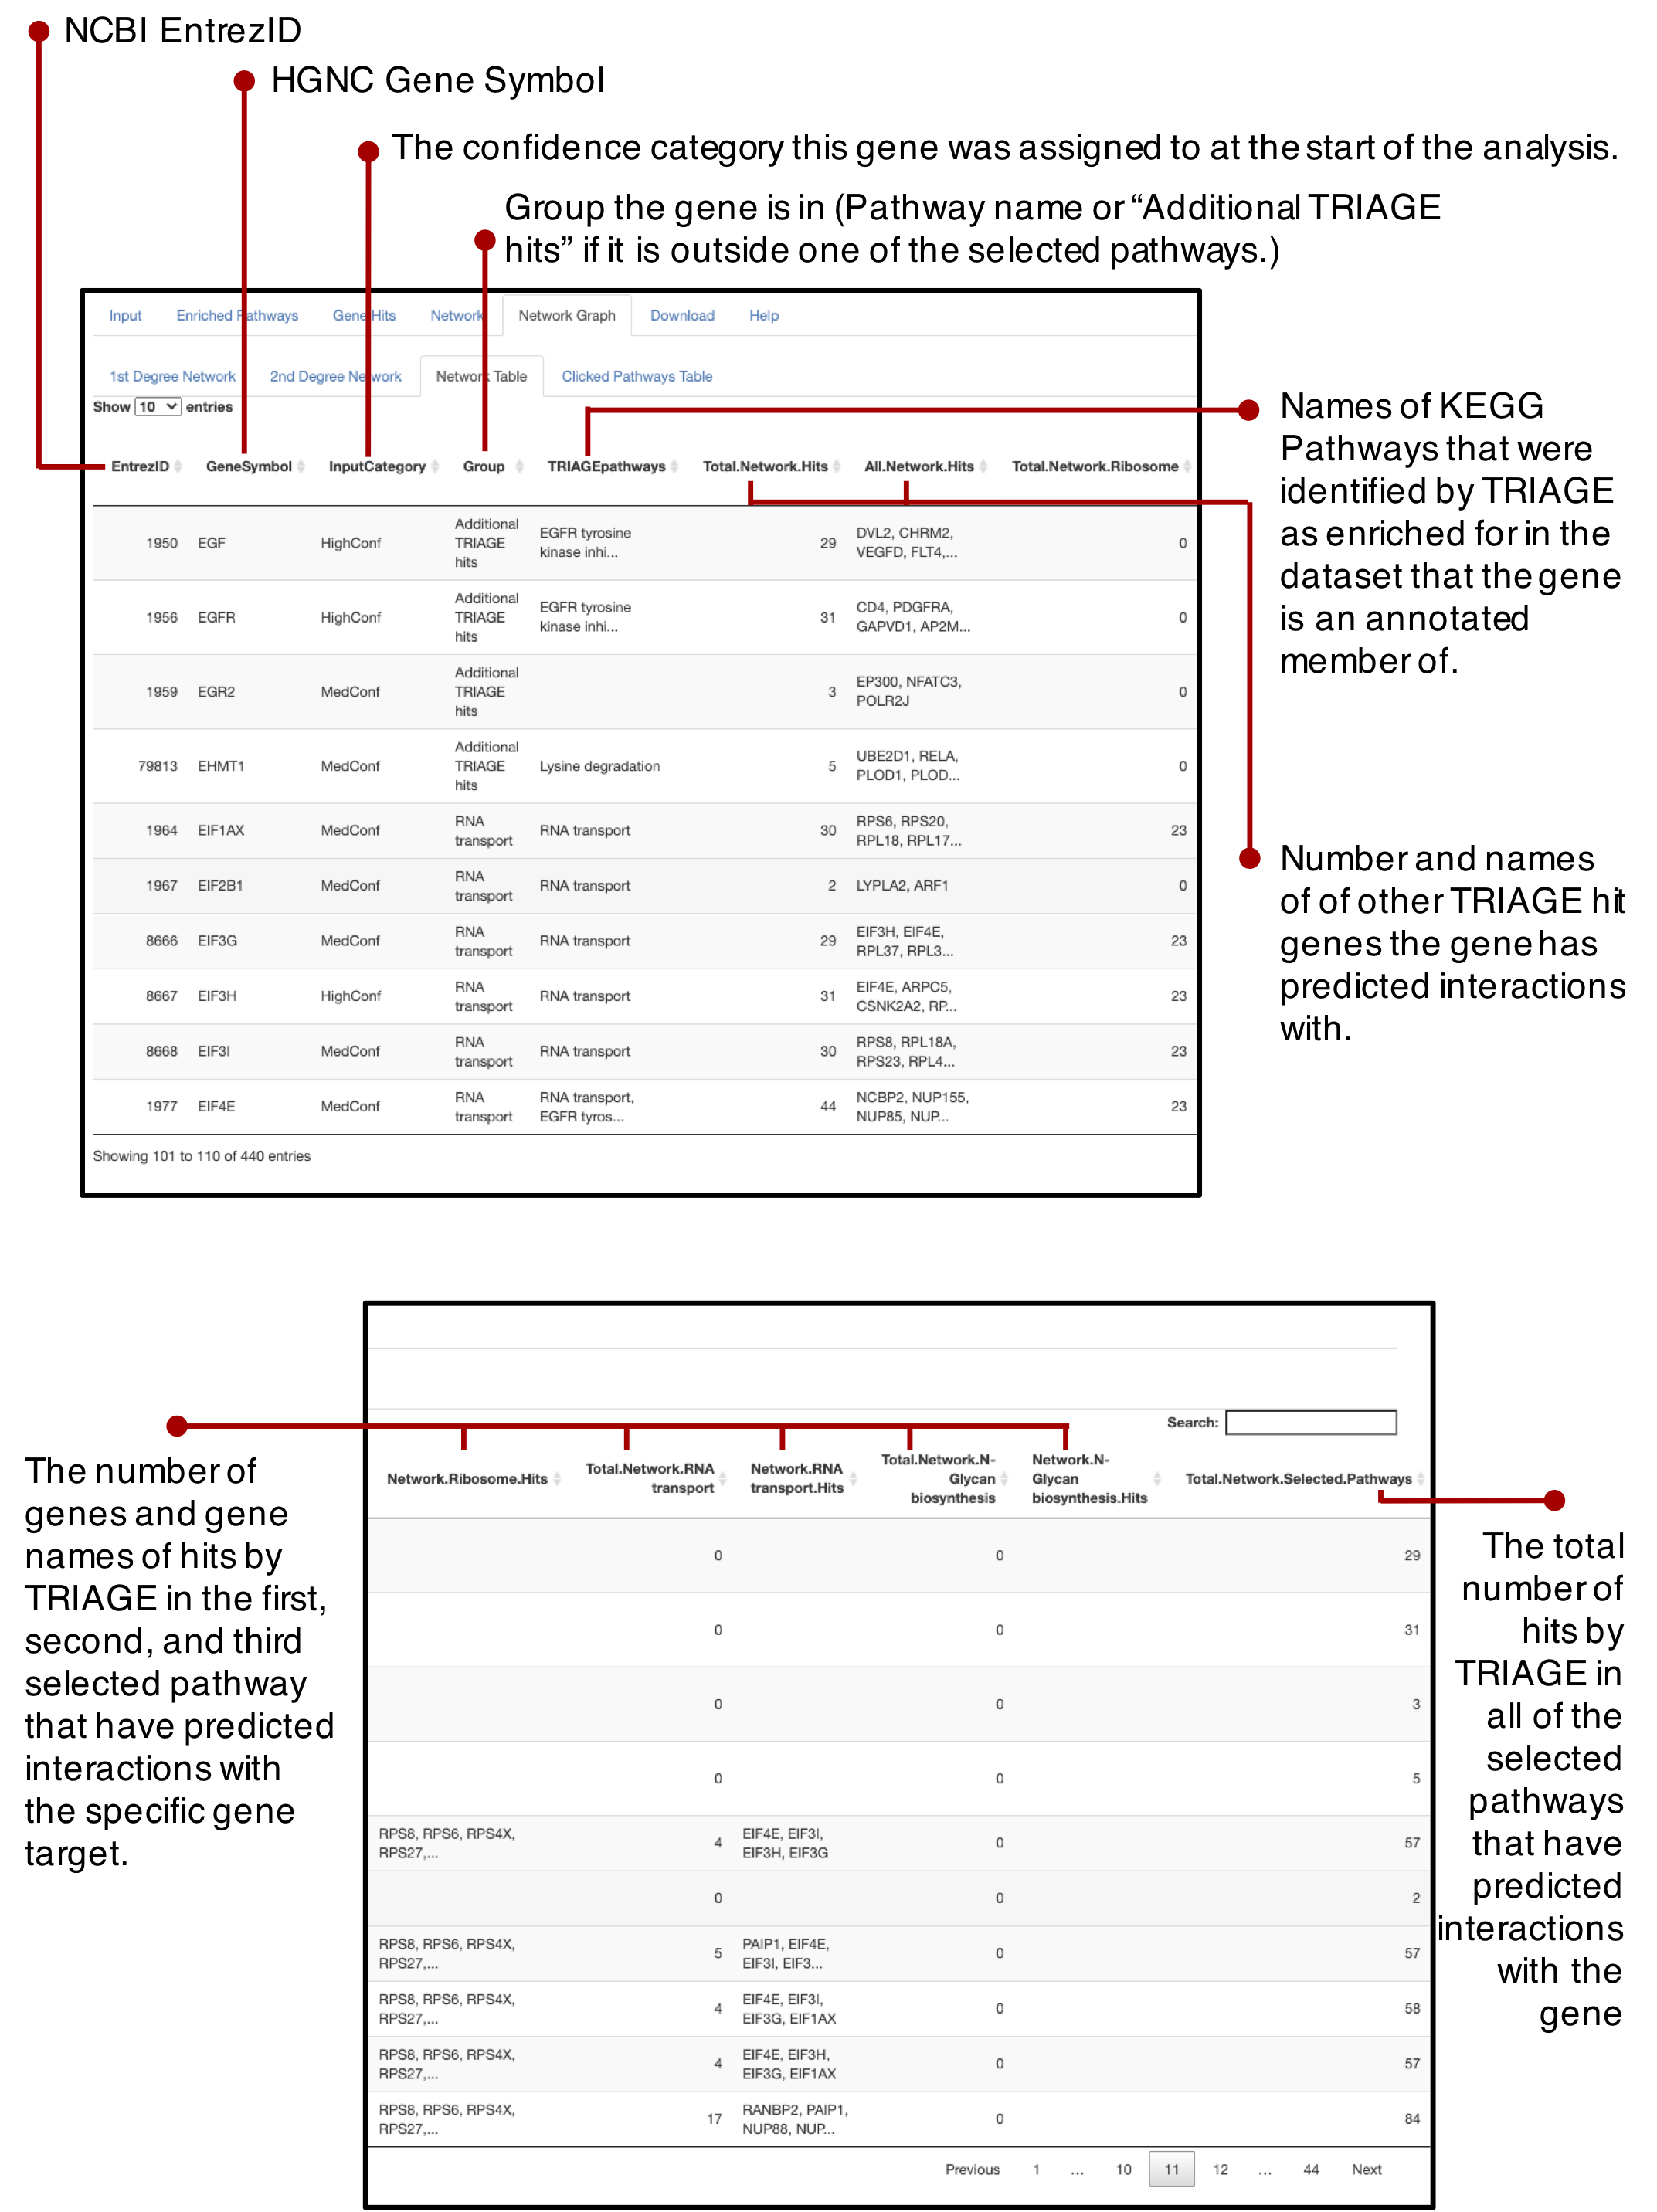 NCBI EntrezID
HGNC Gene Symbol
The confidence category this gene was assigned to at the start of the analysis.
Group the gene is in (Pathway name or “Additional TRIAGE
hits” if it is outside one of the selected pathways.)
Input Enriched Pathways Gene Hits Network Network Graph Download Help
1st Degree Network 2nd Degree Network Network Table Clicked Pathways Table
Show 10 entries
EntrezID GeneSymbol InputCategory Group TRIAGEpathways Total.Network.Hits All.Network.Hits Total.Network.Ribosome
1950 EGF HighConf Additional TRIAGE hits EGFR tyrosine kinase inhi... 29 DVL2, CHRM2, VEGFD, FLT4,... 0
1956 EGFR HighConf Additional TRIAGE hits EGFR tyrosine kinase inhi... 31 CD4, PDGFRA, GAPVD1, AP2M... 0
1959 EGR2 MedConf Additional TRIAGE hits 3 EP300, NFATC3, POLR2J 0
79813 EHMT1 MedConf Additional TRIAGE hits Lysine degradation 5 UBE2D1, RELA, PLOD1, PLOD... 0
1964 EIF1AX MedConf RNA transport RNA transport 30 RPS6, RPS20, RPL18, RPL17... 23
1967 EIF2B1 MedConf RNA transport RNA transport 2 LYPLA2, ARF1 0
8666 EIF3G MedConf RNA transport RNA transport 29 EIF3H, EIF4E, RPL37, RPL3... 23
8667 EIF3H HighConf RNA transport RNA transport 31 EIF4E, ARPC5, CSNK2A2, RP... 23
8668 EIF3I MedConf RNA transport RNA transport 30 RPS8, RPL18A, RPS23, RPL4... 23
1977 EIF4E MedConf RNA transport RNA transport, EGFR tyros... 44 NCBP2, NUP155, NUP85, NUP... 23
Showing 101 to 110 of 440 entries
Names of KEGG
Pathways that were
identified by TRIAGE
as enriched for in the
dataset that the gene
is an annotated
member of.
Number and names
of of other TRIAGE hit
genes the gene has
predicted interactions
with.
The number of
genes and gene
names of hits by
TRIAGE in the first,
second, and third
selected pathway
that have predicted
interactions with
the specific gene
target.
Search:
Network.Ribosome.Hits Total.Network.RNA transport Network.RNA transport.Hits Total.Network.N-Glycan biosynthesis Network.N-Glycan biosynthesis.Hits Total.Network.Selected.Pathways
0 0 29
0 0 31
0 0 3
0 0 5
RPS8, RPS6, RPS4X, RPS27,... 4 EIF4E, EIF3I, EIF3H, EIF3G 0 57
0 0 2
RPS8, RPS6, RPS4X, RPS27,... 5 PAIP1, EIF4E, EIF3I, EIF3... 0 57
RPS8, RPS6, RPS4X, RPS27,... 4 EIF4E, EIF3I, EIF3G, EIF1AX 0 58
RPS8, RPS6, RPS4X, RPS27,... 4 EIF4E, EIF3H, EIF3G, EIF1AX 0 57
RPS8, RPS6, RPS4X, RPS27,... 17 RANBP2, PAIP1, NUP88, NUP... 0 84
Previous 1 ... 10 11 12 ... 44 Next
The total
number of
hits by
TRIAGE in
all of the
selected
pathways
that have
predicted
interactions
with the
gene